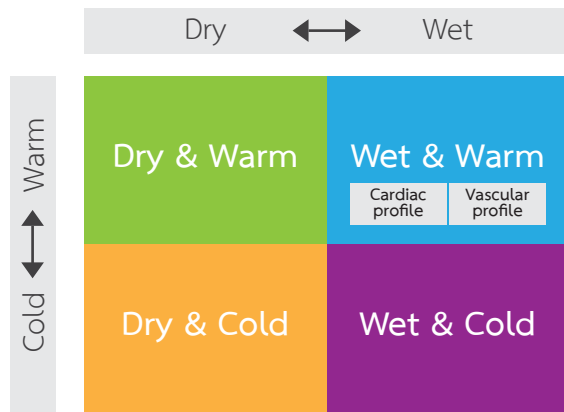 Dry Wet
Warm
Cold
Dry & Warm
Wet & Warm
Cardiac
profile
Vascular
profile
Dry & Cold
Wet & Cold